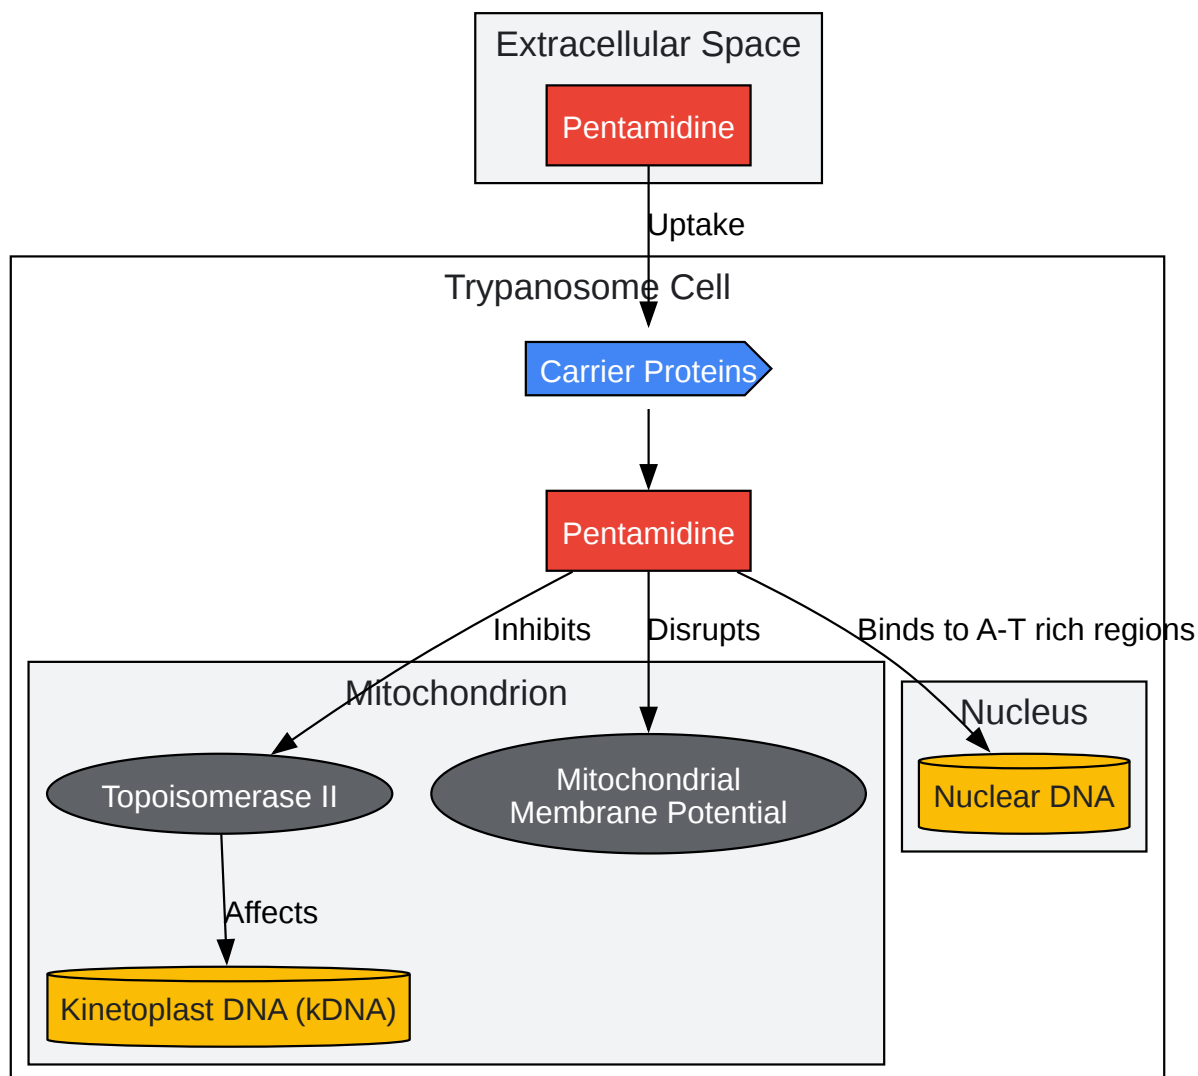 Extracellular Space
Pentamidine
Uptake
Trypanosome Cell
Carrier Proteins
Pentamidine
Inhibits
Disrupts
Binds to A-T rich regions
Mitochondrion
Nucleus
Topoisomerase II
Mitochondrial
Membrane Potential
Nuclear DNA
Affects
Kinetoplast DNA (kDNA)